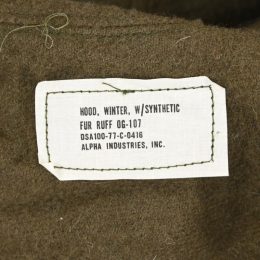 HOOD, WINTER, W/SYNTHETIC
FUR RUFF OG-107
DSA100-77-C-0416
ALPHA INDUSTRIES, INC.